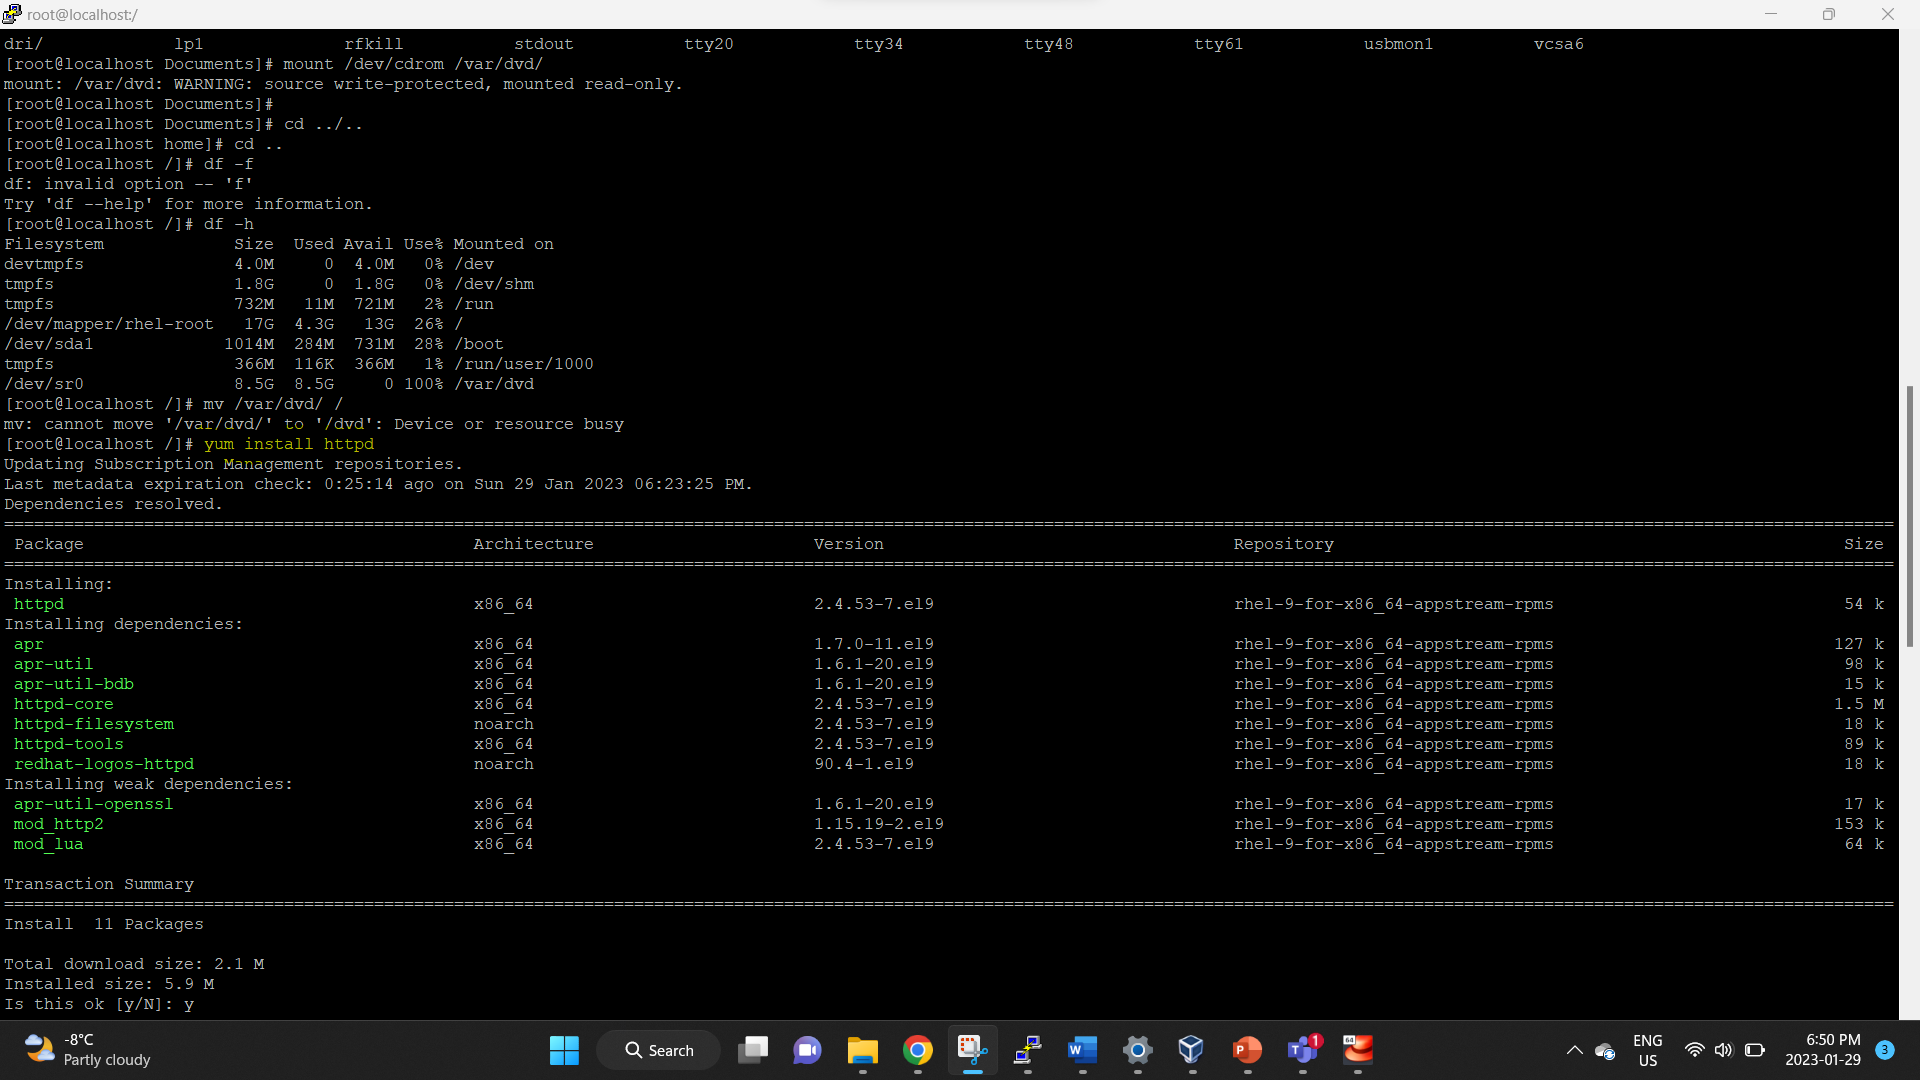 root@localhost:/
dri/ lp1 rfkill stdout tty20 tty34 tty48 tty61 usbmon1 vcsa6
[root@localhost Documents]# mount /dev/cdrom /var/dvd/
mount: /var/dvd: WARNING: source write-protected, mounted read-only.
[root@localhost Documents]#
[root@localhost Documents]# cd ../..
[root@localhost home]# cd ..
[root@localhost /]# df -f
df: invalid option -- 'f'
Try 'df --help' for more information.
[root@localhost /]# df -h
Filesystem Size Used Avail Use% Mounted on
devtmpfs 4.0M 0 4.0M 0% /dev
tmpfs 1.8G 0 1.8G 0% /dev/shm
tmpfs 732M 11M 721M 2% /run
/dev/mapper/rhel-root 17G 4.3G 13G 26% /
/dev/sda1 1014M 284M 731M 28% /boot
tmpfs 366M 116K 366M 1% /run/user/1000
/dev/sr0 8.5G 8.5G 0 100% /var/dvd
[root@localhost /]# mv /var/dvd/ /
mv: cannot move '/var/dvd/' to '/dvd': Device or resource busy
[root@localhost /]# yum install httpd
Updating Subscription Management repositories.
Last metadata expiration check: 0:25:14 ago on Sun 29 Jan 2023 06:23:25 PM.
Dependencies resolved.
Package Architecture Version Repository Size
Installing:
httpd x86_64 2.4.53-7.el9 rhel-9-for-x86_64-appstream-rpms 54 k
Installing dependencies:
apr x86_64 1.7.0-11.el9 rhel-9-for-x86_64-appstream-rpms 127 k
apr-util x86_64 1.6.1-20.el9 rhel-9-for-x86_64-appstream-rpms 98 k
apr-util-bdb x86_64 1.6.1-20.el9 rhel-9-for-x86_64-appstream-rpms 15 k
httpd-core x86_64 2.4.53-7.el9 rhel-9-for-x86_64-appstream-rpms 1.5 M
httpd-filesystem noarch 2.4.53-7.el9 rhel-9-for-x86_64-appstream-rpms 18 k
httpd-tools x86_64 2.4.53-7.el9 rhel-9-for-x86_64-appstream-rpms 89 k
redhat-logos-httpd noarch 90.4-1.el9 rhel-9-for-x86_64-appstream-rpms 18 k
Installing weak dependencies:
apr-util-openssl x86_64 1.6.1-20.el9 rhel-9-for-x86_64-appstream-rpms 17 k
mod_http2 x86_64 1.15.19-2.el9 rhel-9-for-x86_64-appstream-rpms 153 k
mod_lua x86_64 2.4.53-7.el9 rhel-9-for-x86_64-appstream-rpms 64 k
Transaction Summary
Install 11 Packages
Total download size: 2.1 M
Installed size: 5.9 M
Is this ok [y/N]: y
-8°C
Partly cloudy
Search
W
P
T
1
64
ENG
US
6:50 PM
2023-01-29
3